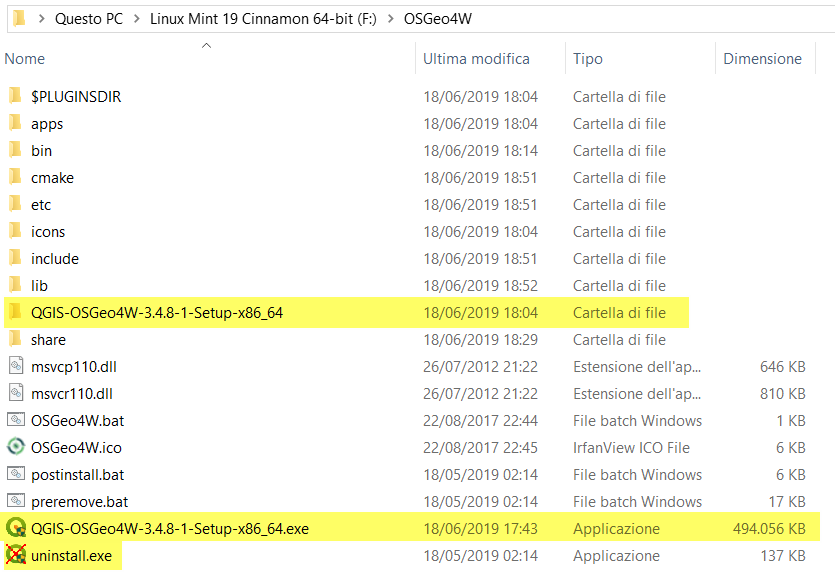 Questo PC > Linux Mint 19 Cinnamon 64-bit (F:) > OSGeo4W
Nome Ultima modifica Tipo Dimensione
$PLUGINSDIR 18/06/2019 18:04 Cartella di file
apps 18/06/2019 18:04 Cartella di file
bin 18/06/2019 18:14 Cartella di file
cmake 18/06/2019 18:51 Cartella di file
etc 18/06/2019 18:51 Cartella di file
icons 18/06/2019 18:04 Cartella di file
include 18/06/2019 18:51 Cartella di file
lib 18/06/2019 18:52 Cartella di file
QGIS-OSGeo4W-3.4.8-1-Setup-x86_64 18/06/2019 18:04 Cartella di file
share 18/06/2019 18:29 Cartella di file
msvcp110.dll 26/07/2012 21:22 Estensione dell'ap... 646 KB
msvcr110.dll 26/07/2012 21:22 Estensione dell'ap... 810 KB
OSGeo4W.bat 22/08/2017 22:44 File batch Windows 1 KB
OSGeo4W.ico 22/08/2017 22:45 IrfanView ICO File 6 KB
postinstall.bat 18/05/2019 02:14 File batch Windows 6 KB
preremove.bat 18/05/2019 02:14 File batch Windows 17 KB
QGIS-OSGeo4W-3.4.8-1-Setup-x86_64.exe 18/06/2019 17:43 Applicazione 494.056 KB
uninstall.exe 18/05/2019 02:14 Applicazione 137 KB